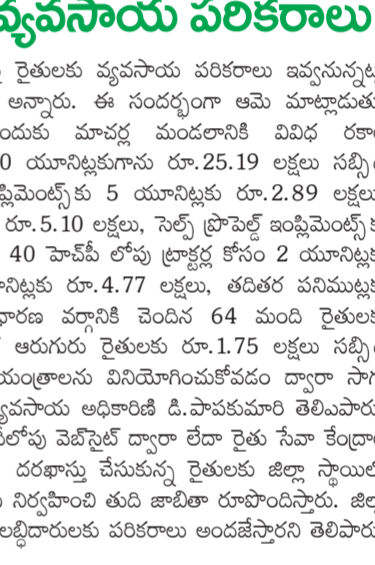 వ్యవసాయ పరికరాలు
రైతులకు వ్యవసాయ పరికరాలు ఇవ్వనున్నట్లు
అన్నారు. ఈ సందర్భంగా ఆమె మాట్లాడుతు
ందుకు మాచర్ల మండలానికి వివిధ రకా
0 యూనిట్లకుగాను రూ.25.19 లక్షలు సబ్సి
ప్లిమెంట్స్‌కు 5 యూనిట్లకు రూ.2.89 లక్షలు
రూ.5.10 లక్షలు, సెల్ప్ ప్రొపెల్డ్ ఇంప్లిమెంట్స్‌క
40 హెచ్‌పీ లోపు ట్రాక్టర్ల కోసం 2 యూనిట్లక
నిట్లకు రూ.4.77 లక్షలు, తదితర పనిముట్లక
ధారణ వర్గానికి చెందిన 64 మంది రైతులక
ఆరుగురు రైతులకు రూ.1.75 లక్షలు సబ్సి
యంత్రాలను వినియోగించుకోవడం ద్వారా సాగ
వ్యవసాయ అధికారిణి డి.పాపకుమారి తెలిపారు
లోపు వెబ్‌సైట్ ద్వారా లేదా రైతు సేవా కేంద్రా
దరఖాస్తు చేసుకున్న రైతులకు జిల్లా స్థాయిలే
నిర్వహించి తుది జాబితా రూపొందిస్తారు. జిల్ల
లబ్ధిదారులకు పరికరాలు అందజేస్తారని తెలిపారు